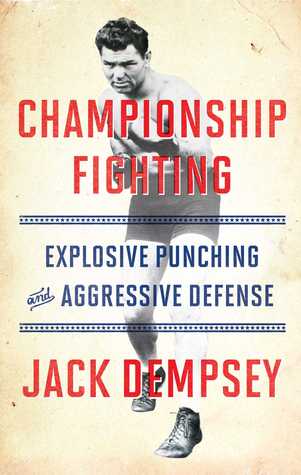 CHAMPIONSHIP
FIGHTING
EXPLOSIVE PUNCHING
and AGGRESSIVE DEFENSE
JACK DEMPSEY